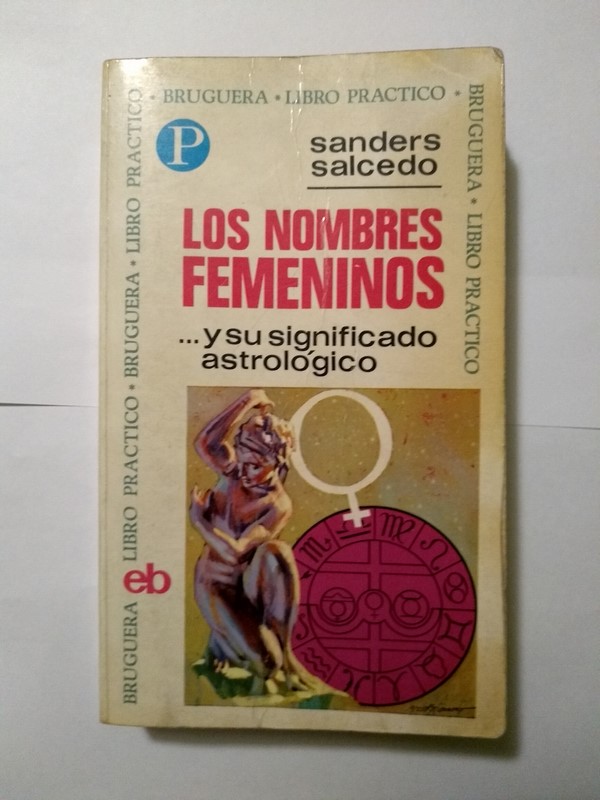 • BRUGUERA • LIBRO PRACTICO •
BRUGUERA • LIBRO PRACTICO
BRUGUERA LIBRO PRACTICO • BRUGUERA • LIBRO PRACTICO
P
sanders
salcedo
LOS NOMBRES
FEMENINOS
...y su significado
astrológico
eb